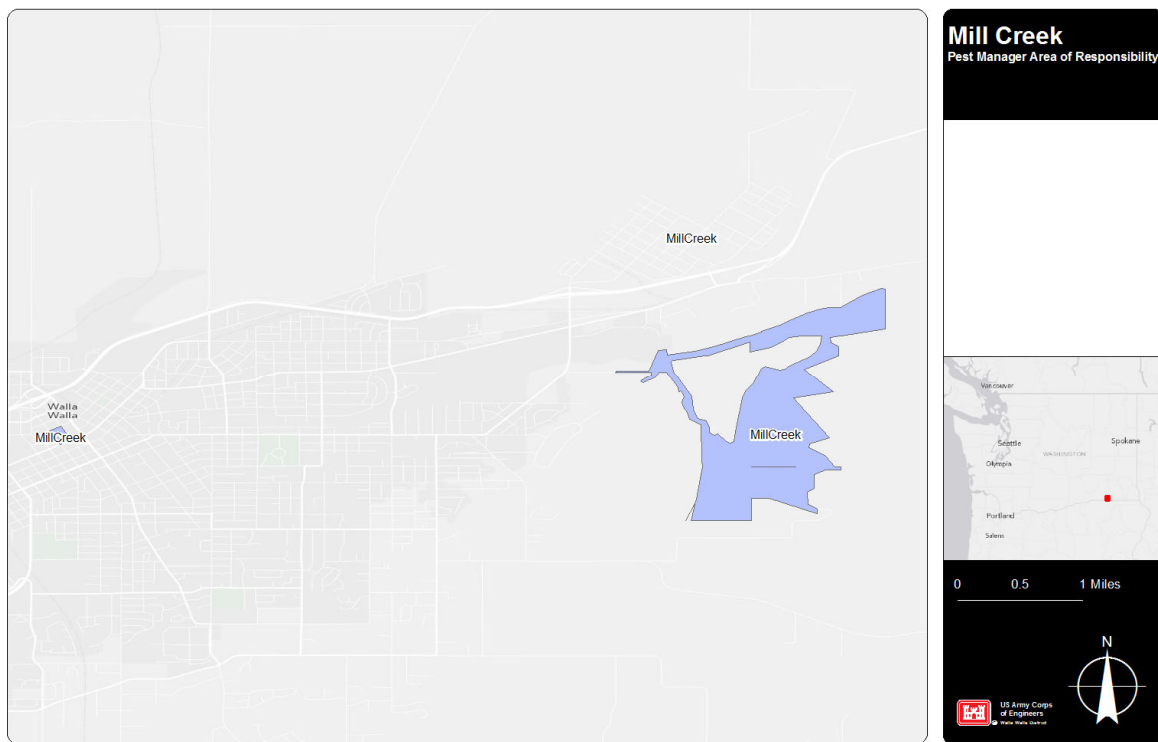 MillCreek
Walla
Walla
MillCreek
MillCreek
Mill Creek
Pest Manager Area of Responsibility
Vancouver
Seattle
Spokane
WASHINGTON
Olympia
Portland
Salem
0 0.5 1 Miles
N
US Army Corps
of Engineers
Walla Walla District